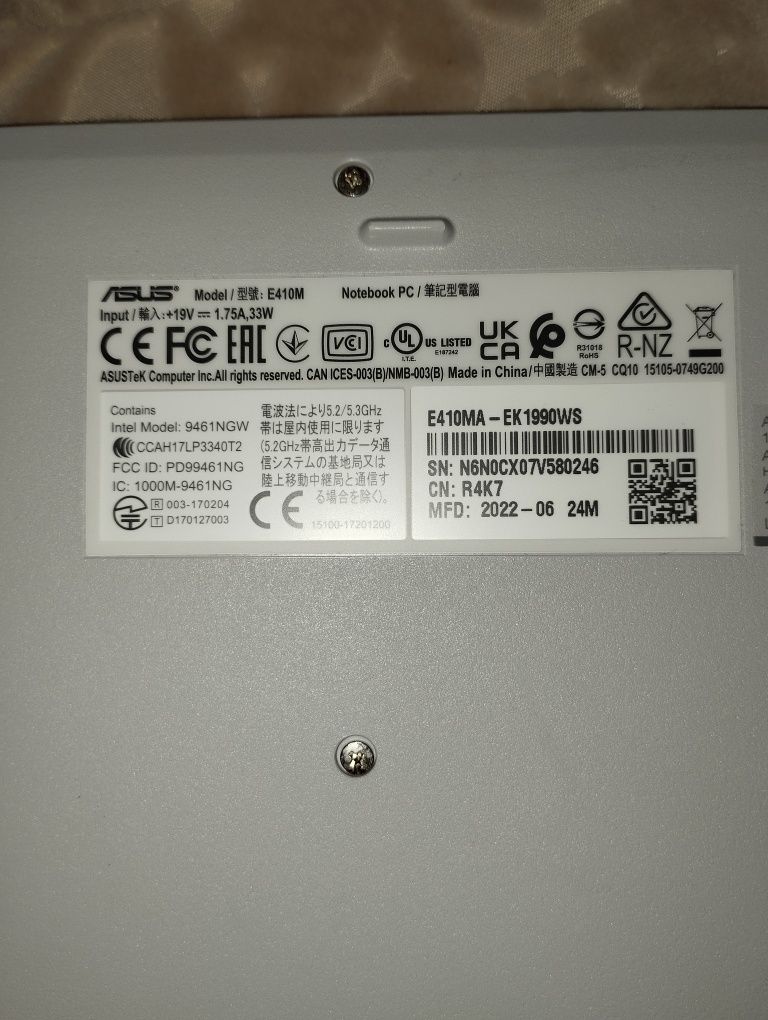 ASUS® Model / 型號: E410M Notebook PC / 筆記型電腦
Input / 輸入:+19V ⎓ 1.75A,33W
CE FC EAC VCI c UL US LISTED UK CA R31018 RoHS R-NZ
I.T.E. E187242
ASUSTeK Computer Inc.All rights reserved. CAN ICES-003(B)/NMB-003(B) Made in China/中國製造 CM-5 CQ10 15105-0749G200
Contains
Intel Model: 9461NGW
CCAH17LP3340T2
FCC ID: PD99461NG
IC: 1000M-9461NG
R 003-170204
T D170127003
電波法により5.2/5.3GHz
帯は屋内使用に限ります
(5.2GHz帯高出力データ通
信システムの基地局又は
陸上移動中継局と通信す
る場合を除く)。
CE
15100-17201200
E410MA-EK1990WS
SN: N6N0CX07V580246
CN: R4K7
MFD: 2022-06 24M